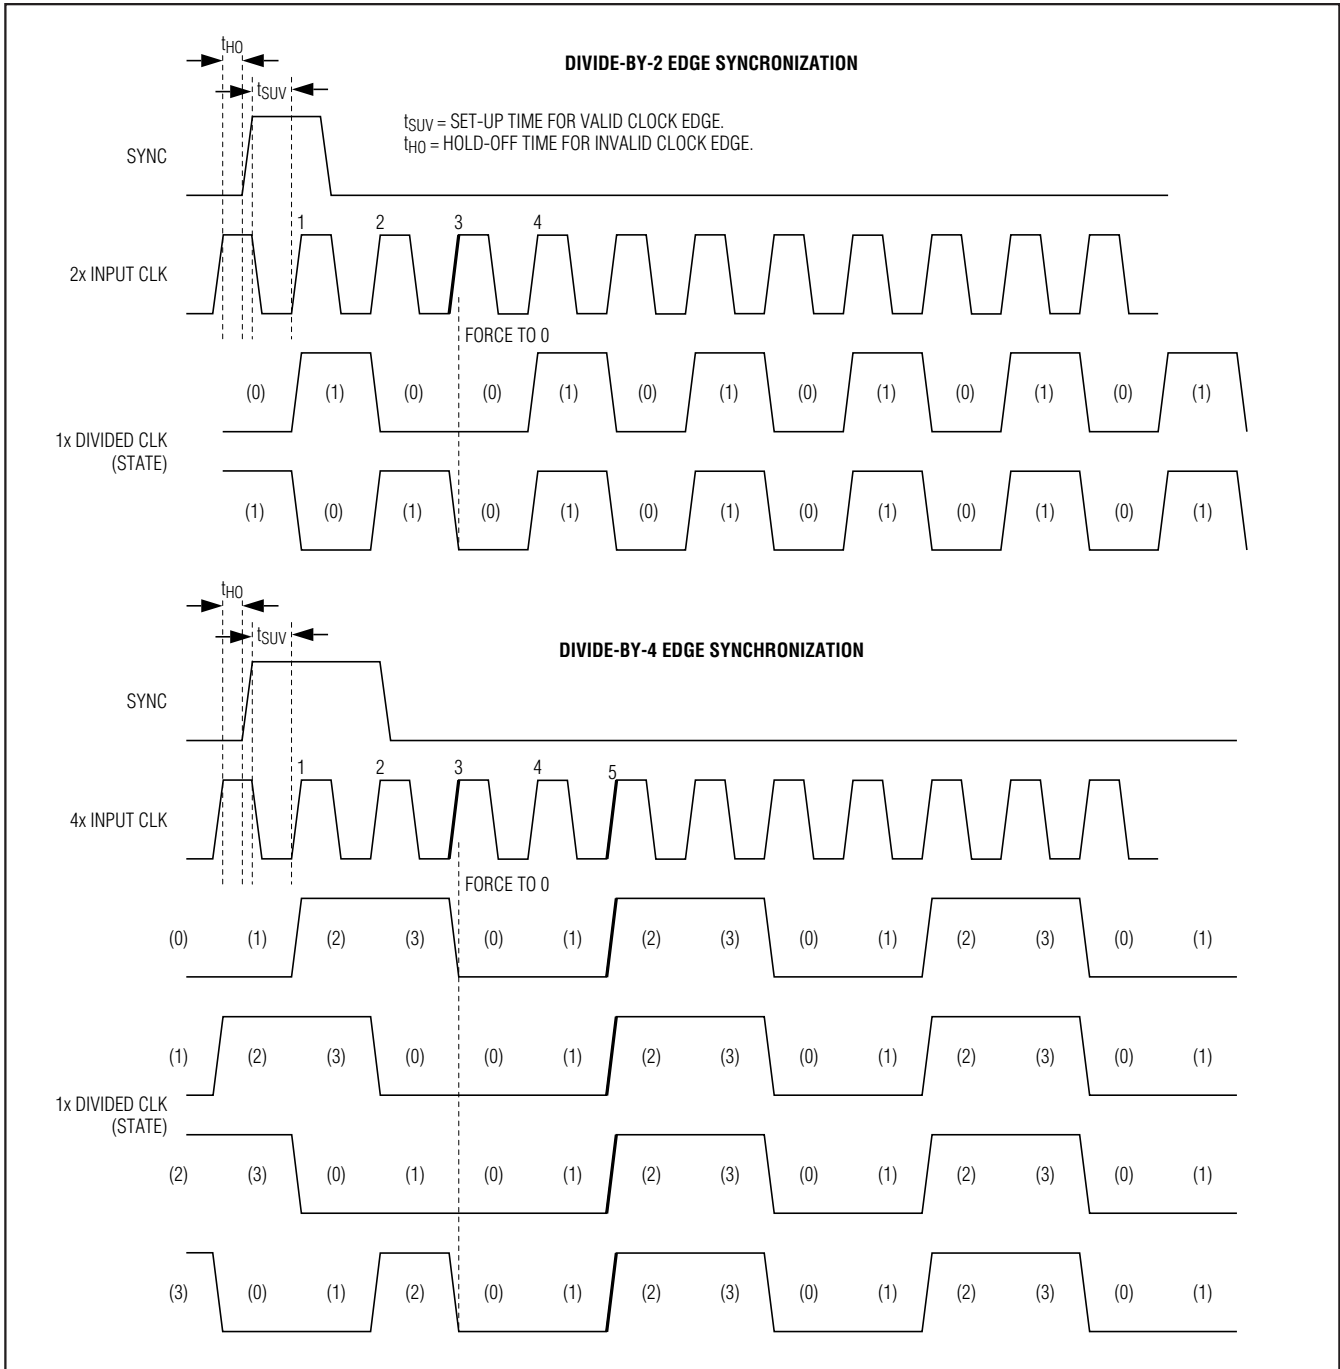 tHO
DIVIDE-BY-2 EDGE SYNCRONIZATION
tSUV
tSUV = SET-UP TIME FOR VALID CLOCK EDGE.
tHO = HOLD-OFF TIME FOR INVALID CLOCK EDGE.
SYNC
1 2 3 4
2x INPUT CLK
FORCE TO 0
(0) (1) (0) (0) (1) (0) (1) (0) (1) (0) (1) (0) (1)
1x DIVIDED CLK
(STATE)
(1) (0) (1) (0) (1) (0) (1) (0) (1) (0) (1) (0) (1)
tHO
tSUV
DIVIDE-BY-4 EDGE SYNCHRONIZATION
SYNC
1 2 3 4 5
4x INPUT CLK
FORCE TO 0
(0) (1) (2) (3) (0) (1) (2) (3) (0) (1) (2) (3) (0) (1)
(1) (2) (3) (0) (0) (1) (2) (3) (0) (1) (2) (3) (0) (1)
1x DIVIDED CLK
(STATE)
(2) (3) (0) (1) (0) (1) (2) (3) (0) (1) (2) (3) (0) (1)
(3) (0) (1) (2) (0) (1) (2) (3) (0) (1) (2) (3) (0) (1)